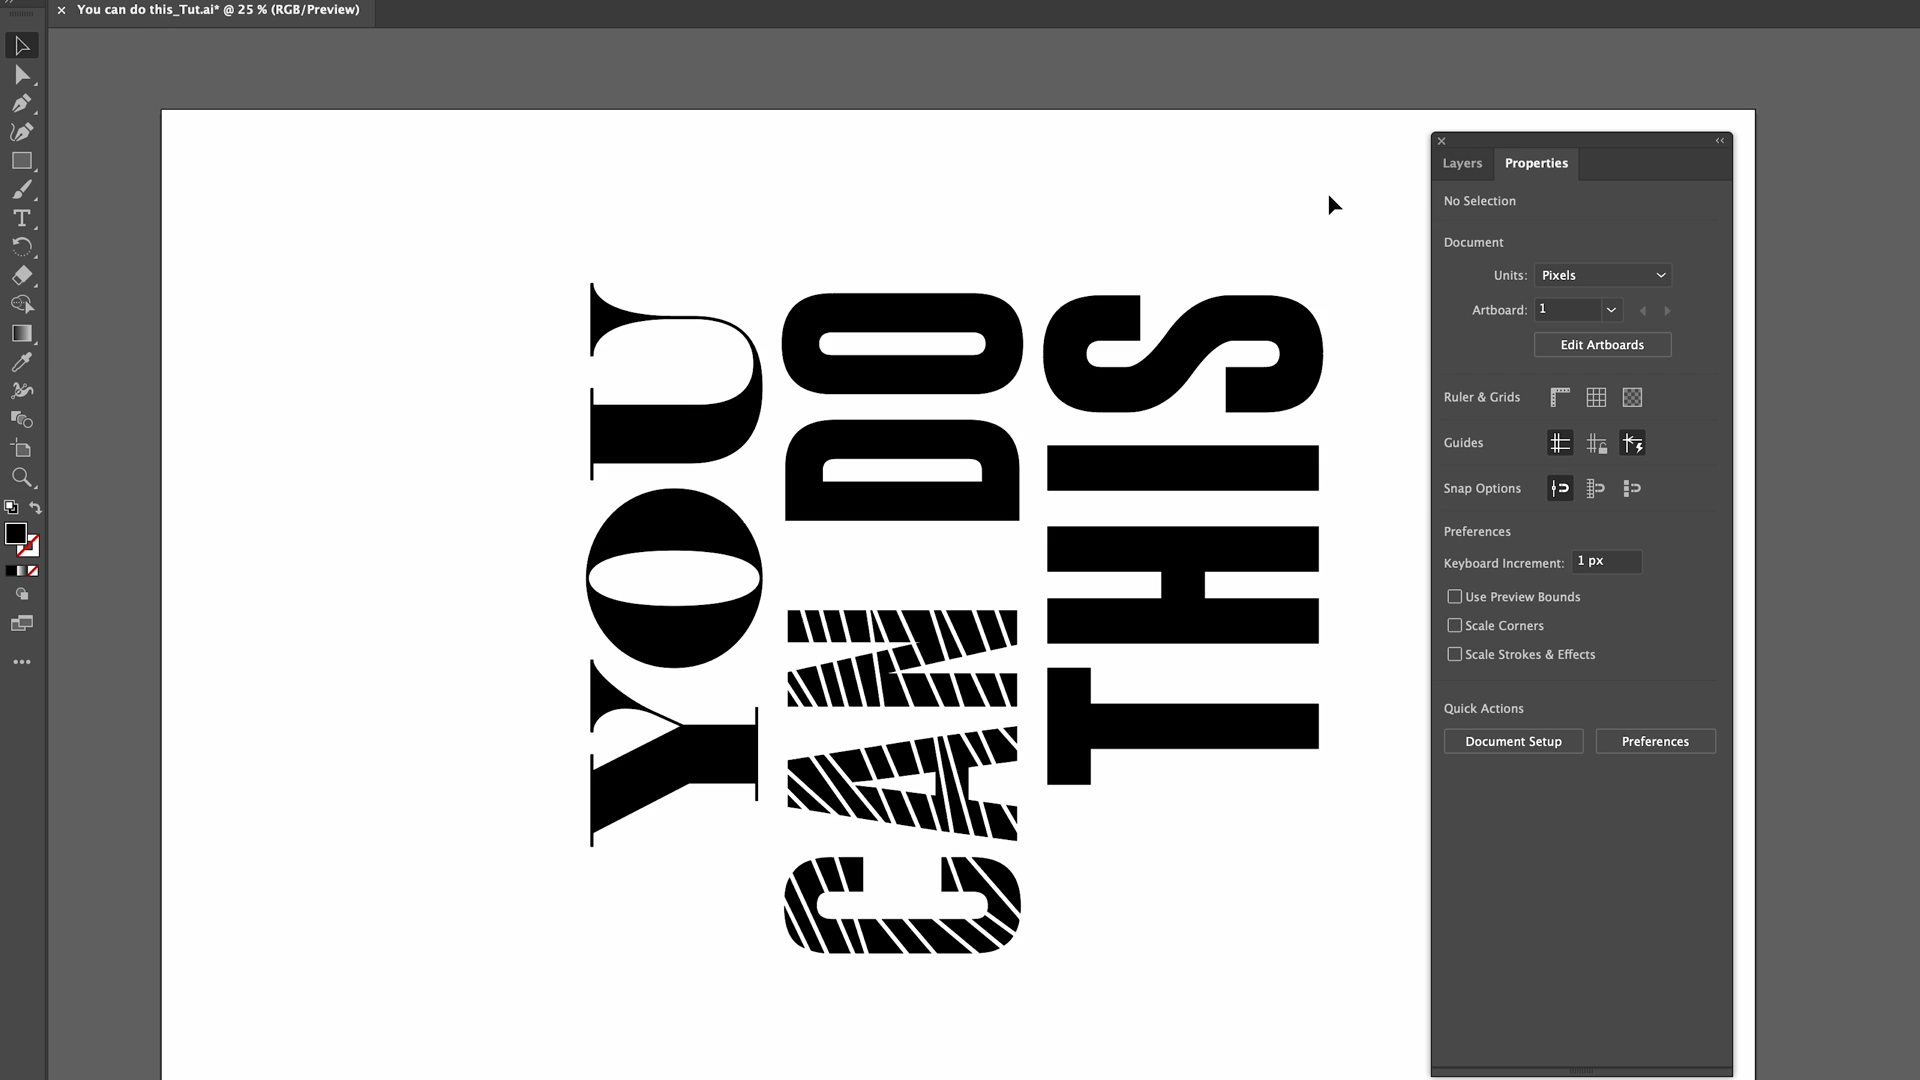 You can do this_Tut.ai* @ 25 % (RGB/Preview)
YOU
CAN DO
THIS
Layers
Properties
No Selection
Document
Units: Pixels
Artboard: 1
Edit Artboards
Ruler & Grids
Guides
Snap Options
Preferences
Keyboard Increment: 1 px
Use Preview Bounds
Scale Corners
Scale Strokes & Effects
Quick Actions
Document Setup
Preferences